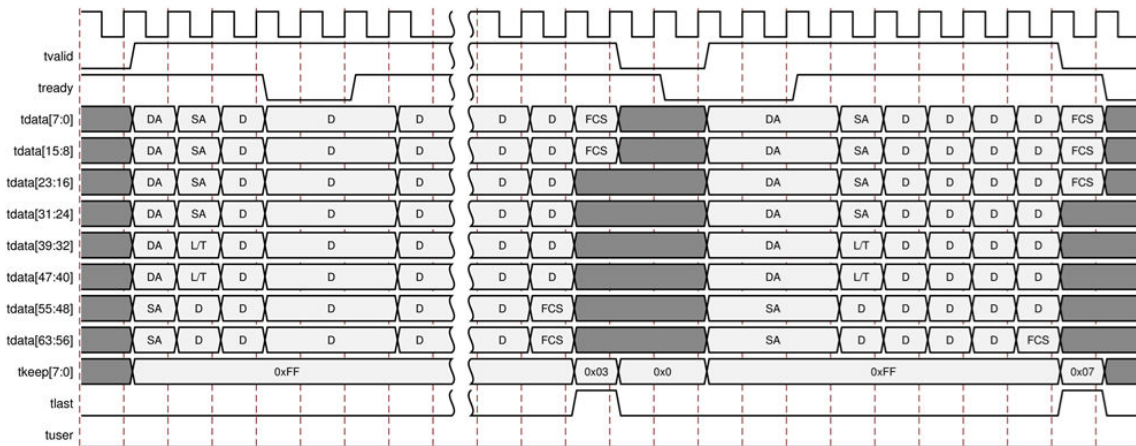 tvalid
tready
tdata[7:0] DA SA D D D D D FCS DA SA D D D D FCS
tdata[15:8] DA SA D D D D D FCS DA SA D D D D FCS
tdata[23:16] DA SA D D D D D DA SA D D D D FCS
tdata[31:24] DA SA D D D D D DA SA D D D D
tdata[39:32] DA L/T D D D D D DA L/T D D D D
tdata[47:40] DA L/T D D D D D DA L/T D D D D
tdata[55:48] SA D D D D D FCS SA D D D D D
tdata[63:56] SA D D D D D FCS SA D D D D FCS
tkeep[7:0] 0xFF 0x03 0x0 0xFF 0x07
tlast
tuser